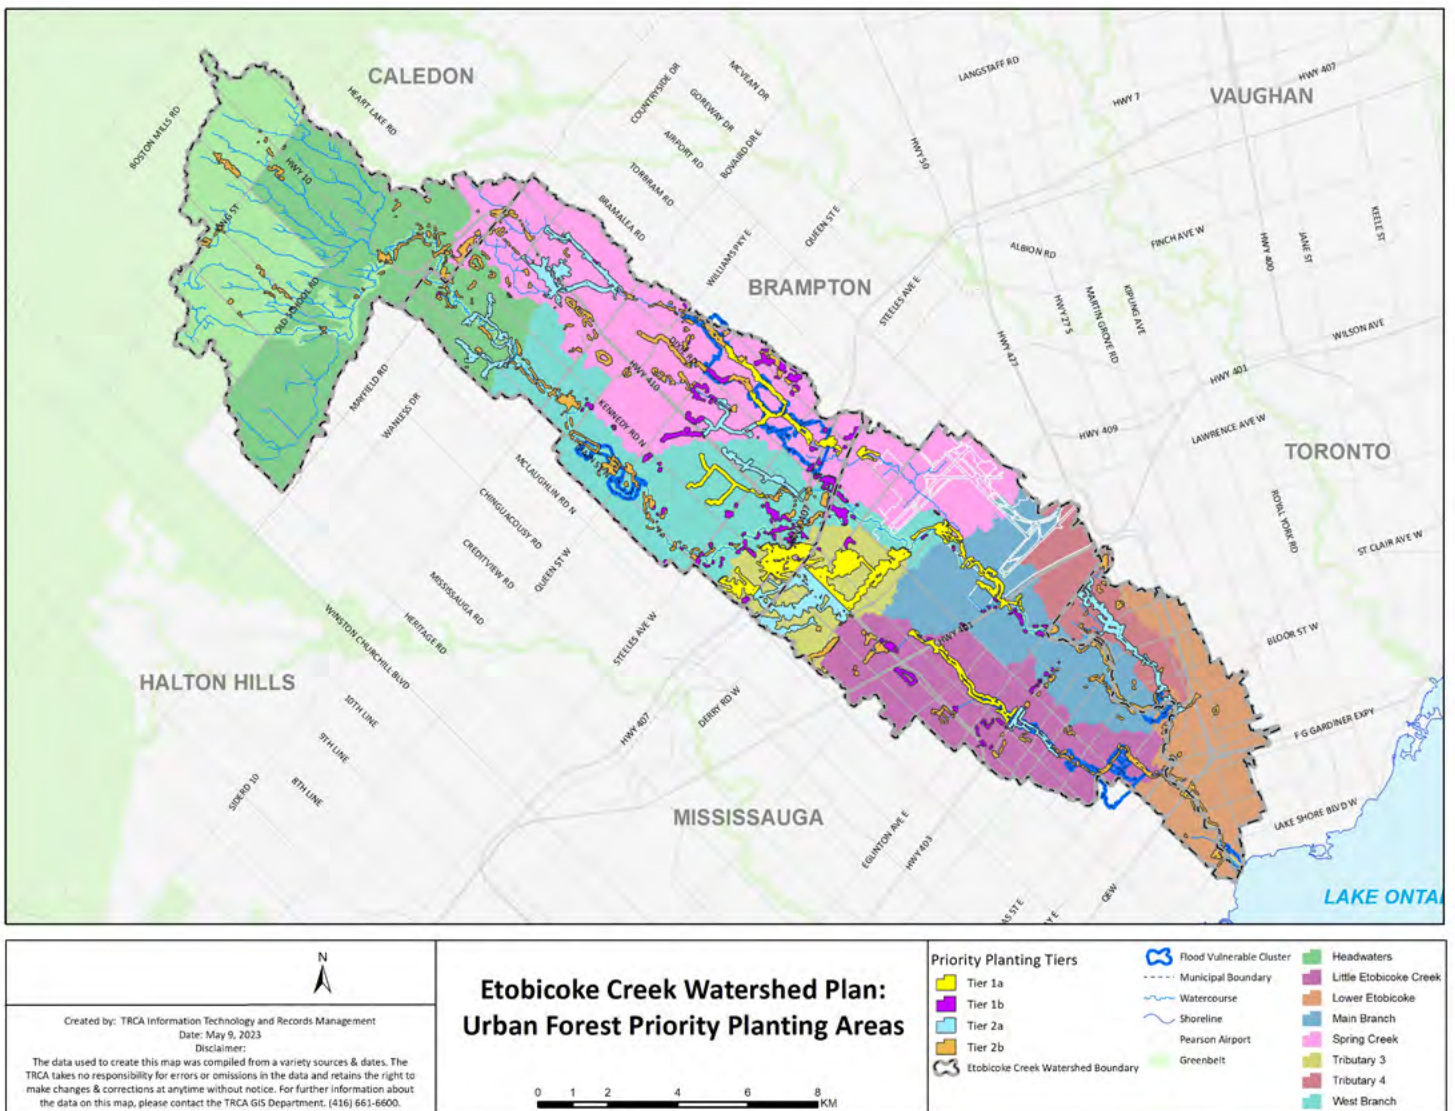 CALEDON
LANGSTAFF RD
HWY 407
HWY 7
VAUGHAN
MCVEAN DR
COUNTRYSIDE DR
GOREWAY DR
HEART LAKE RD
BOSTON MILLS RD
AIRPORT RD
BOVAIRD DR E
HWY 50
TORBRAM RD
HWY 10
BRAMALEA RD
QUEEN ST E
WILLIAMS PKY E
KEELE ST
JANE ST
HWY 400
FINCH AVE W
ALBION RD
BRAMPTON
STEELES AVE E
OLD SCHOOL RD
HWY 27 S
MARTIN GROVE RD
KIPLING AVE
WILSON AVE
HWY 427
HWY 401
MAYFIELD RD
WANLESS DR
HWY 410
KENNEDY RD N
HWY 409
LAWRENCE AVE W
TORONTO
MCLAUGHLIN RD N
CHINGUACOUSY RD
CREDITVIEW RD
QUEEN ST W
MISSISSAUGA RD
HERITAGE RD
WINSTON CHURCHILL BLVD
ROYAL YORK RD
ST CLAIR AVE W
STEELES AVE W
HWY 401
BLOOR ST W
HALTON HILLS
10TH LINE
9TH LINE
8TH LINE
SIDERD 10
HWY 407
DERRY RD W
F G GARDINER EXPY
MISSISSAUGA
LAKE SHORE BLVD W
EGLINTON AVE E
HWY 403
QEW
AS ST E
Y E
LAKE ONTA
N
Created by: TRCA Information Technology and Records Management
Date: May 9, 2023
Disclaimer:
The data used to create this map was compiled from a variety sources & dates. The
TRCA takes no responsibility for errors or omissions in the data and retains the right to
make changes & corrections at anytime without notice. For further information about
the data on this map, please contact the TRCA GIS Department. (416) 661-6600.
Etobicoke Creek Watershed Plan:
Urban Forest Priority Planting Areas
0 1 2 4 6 8
KM
Priority Planting Tiers
Tier 1a
Tier 1b
Tier 2a
Tier 2b
Etobicoke Creek Watershed Boundary
Flood Vulnerable Cluster
Municipal Boundary
Watercourse
Shoreline
Pearson Airport
Greenbelt
Headwaters
Little Etobicoke Creek
Lower Etobicoke
Main Branch
Spring Creek
Tributary 3
Tributary 4
West Branch